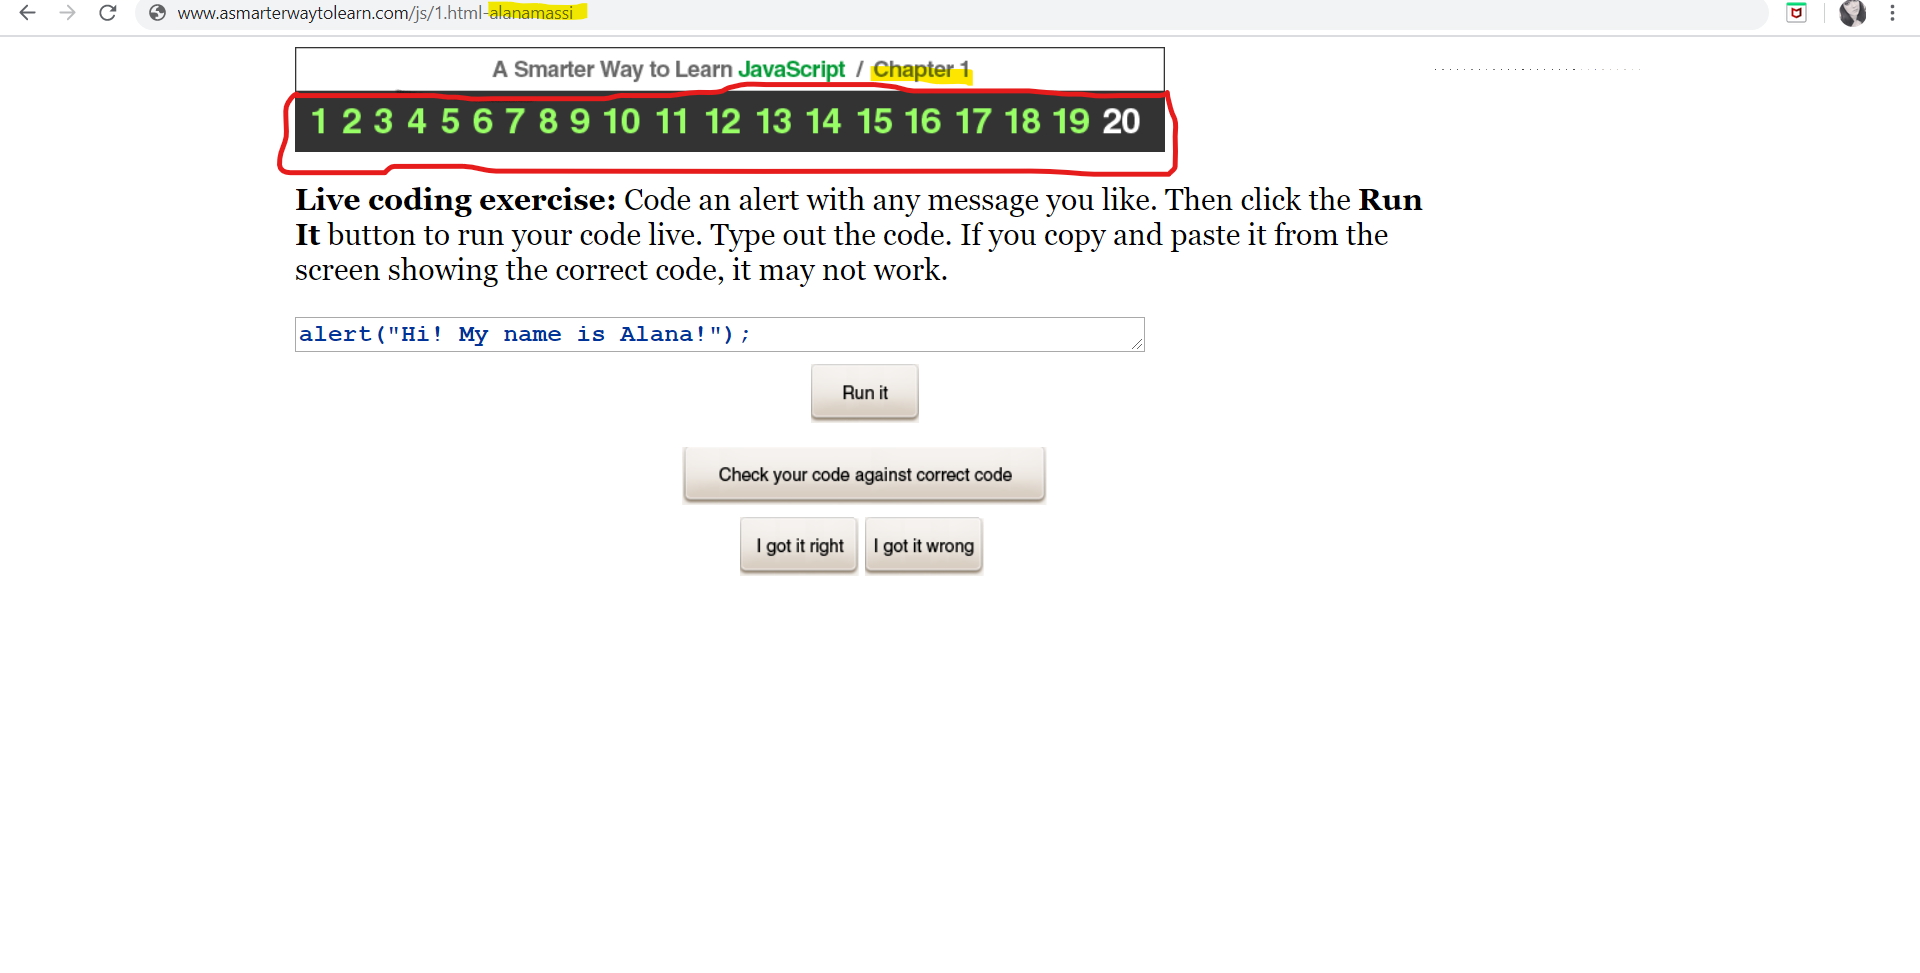 www.asmarterwaytolearn.com/js/1.html-alanamassi
A Smarter Way to Learn JavaScript / Chapter 1
1 2 3 4 5 6 7 8 9 10 11 12 13 14 15 16 17 18 19 20
Live coding exercise: Code an alert with any message you like. Then click the Run
It button to run your code live. Type out the code. If you copy and paste it from the
screen showing the correct code, it may not work.
alert("Hi! My name is Alana!");
Run it
Check your code against correct code
I got it right I got it wrong